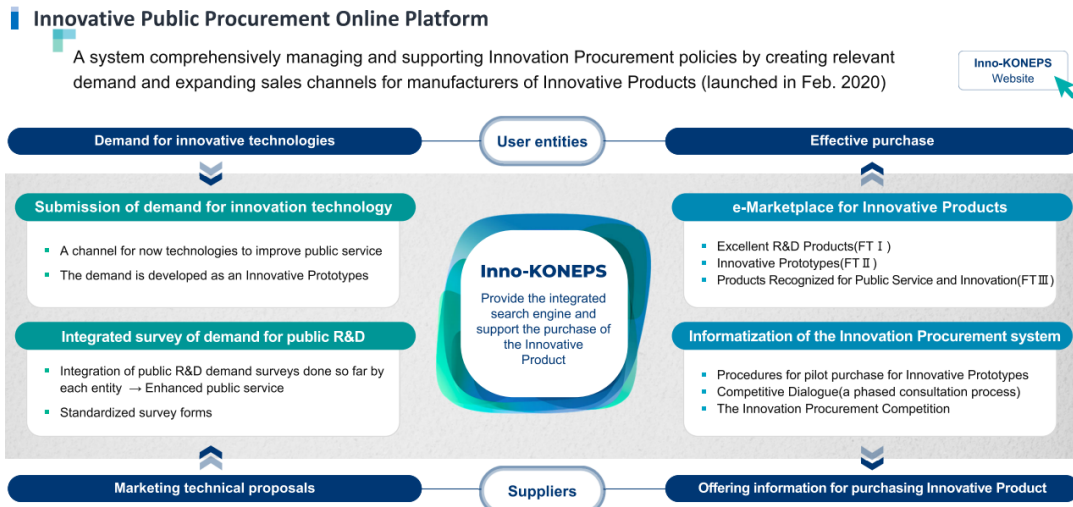 Innovative Public Procurement Online Platform
A system comprehensively managing and supporting Innovation Procurement policies by creating relevant
demand and expanding sales channels for manufacturers of Innovative Products (launched in Feb. 2020)
Inno-KONEPS
Website
Demand for innovative technologies
User entities
Effective purchase
Submission of demand for innovation technology
▪ A channel for now technologies to improve public service
▪ The demand is developed as an Innovative Prototypes
Integrated survey of demand for public R&D
▪ Integration of public R&D demand surveys done so far by
each entity → Enhanced public service
▪ Standardized survey forms
Inno-KONEPS
Provide the integrated
search engine and
support the purchase of
the Innovative
Product
e-Marketplace for Innovative Products
▪ Excellent R&D Products(FTⅠ)
▪ Innovative Prototypes(FTⅡ)
▪ Products Recognized for Public Service and Innovation(FTⅢ)
Informatization of the Innovation Procurement system
▪ Procedures for pilot purchase for Innovative Prototypes
▪ Competitive Dialogue(a phased consultation process)
▪ The Innovation Procurement Competition
Marketing technical proposals
Suppliers
Offering information for purchasing Innovative Product